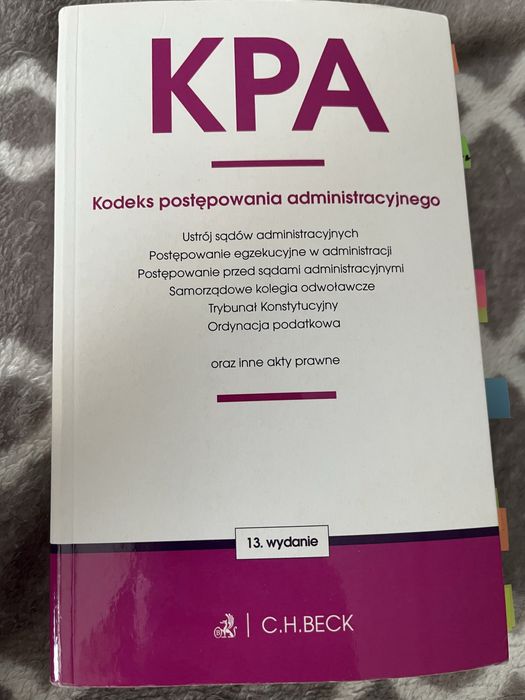 KPA
Kodeks postępowania administracyjnego
Ustrój sądów administracyjnych
Postępowanie egzekucyjne w administracji
Postępowanie przed sądami administracyjnymi
Samorządowe kolegia odwoławcze
Trybunał Konstytucyjny
Ordynacja podatkowa
oraz inne akty prawne
13. wydanie
C.H.BECK